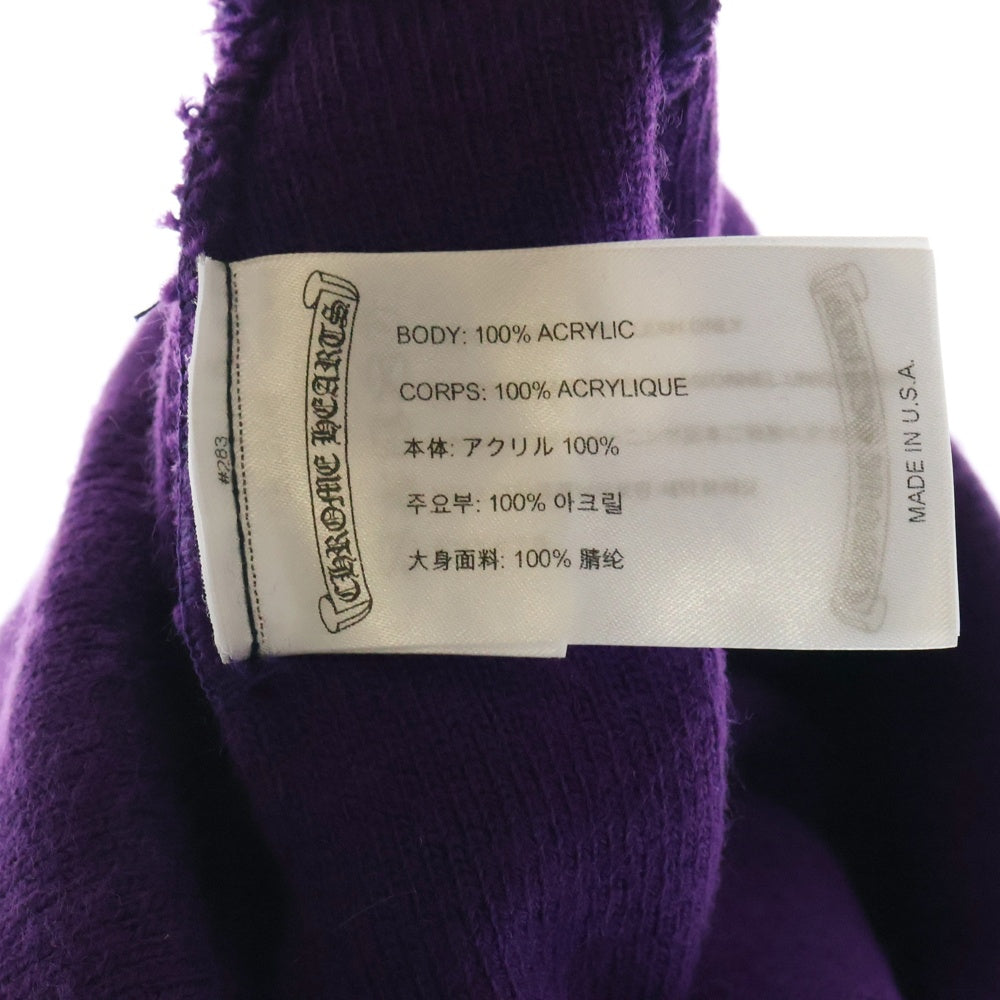 CHROME HEARTS
BODY: 100% ACRYLIC
CORPS: 100% ACRYLIQUE
本体: アクリル 100%
주요부: 100% 아크릴
大身面料: 100% 腈纶
MADE IN U.S.A.
#283